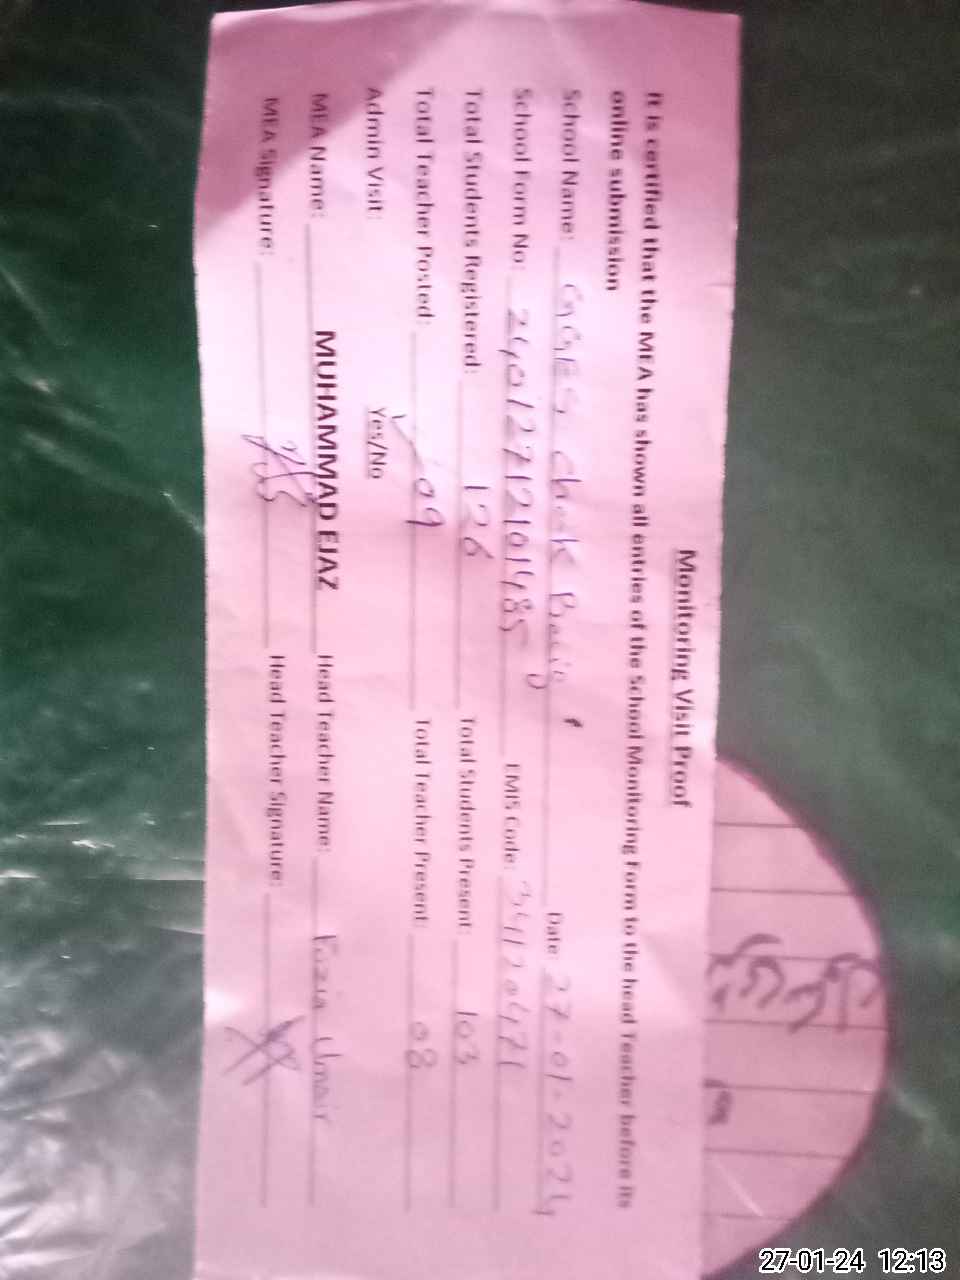 Monitoring Visit Proof
It is certified that the MEA has shown all entries of the School Monitoring Form to the head Teacher before its
online submission
School Name: GGES Chak Date: 27-01-2024
School Form No: 24012712101485 EMIS Code: 34120471
Total Students Registered: 126 Total Students Present: 103
Total Teacher Posted: 09 Total Teacher Present: 08
Admin Visit: Yes/No
MEA Name: MUHAMMAD EJAZ Head Teacher Name: Fozia Umair
MEA Signature: Head Teacher Signature:
27-01-24 12:13